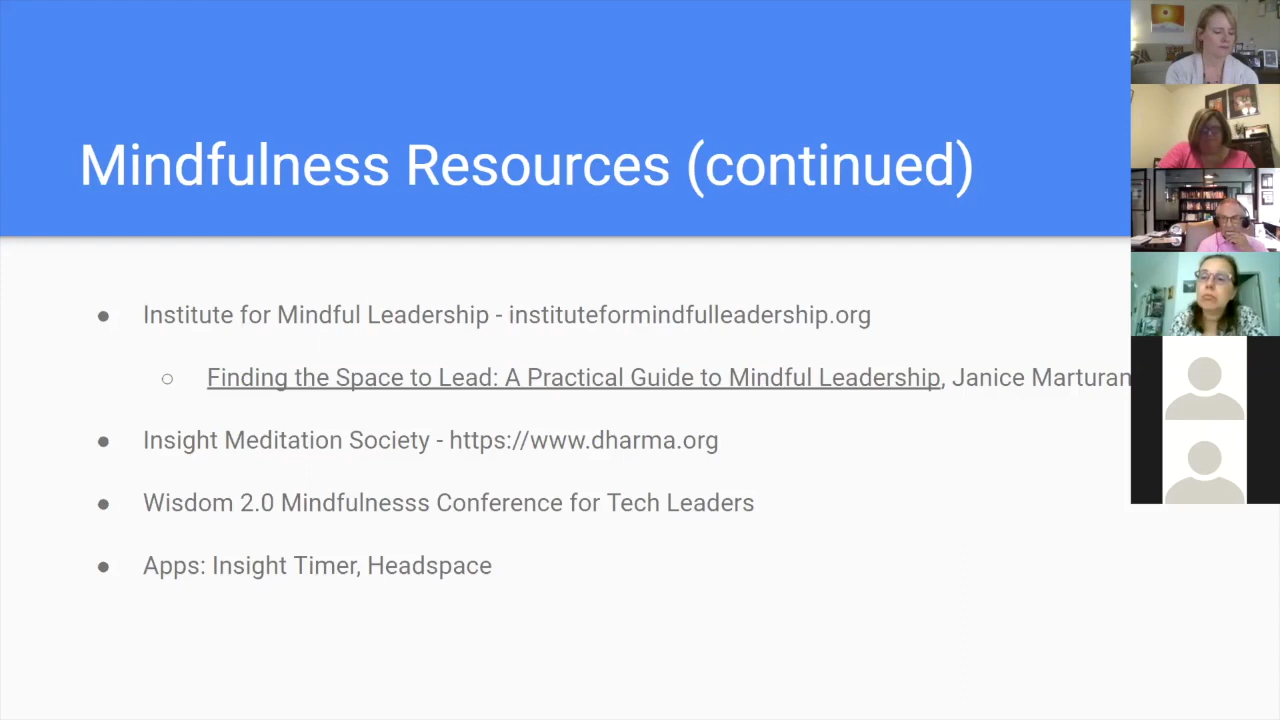 Mindfulness Resources (continued)
● Institute for Mindful Leadership - instituteformindfulleadership.org
○ Finding the Space to Lead: A Practical Guide to Mindful Leadership, Janice Marturan
● Insight Meditation Society - https://www.dharma.org
● Wisdom 2.0 Mindfulnesss Conference for Tech Leaders
● Apps: Insight Timer, Headspace